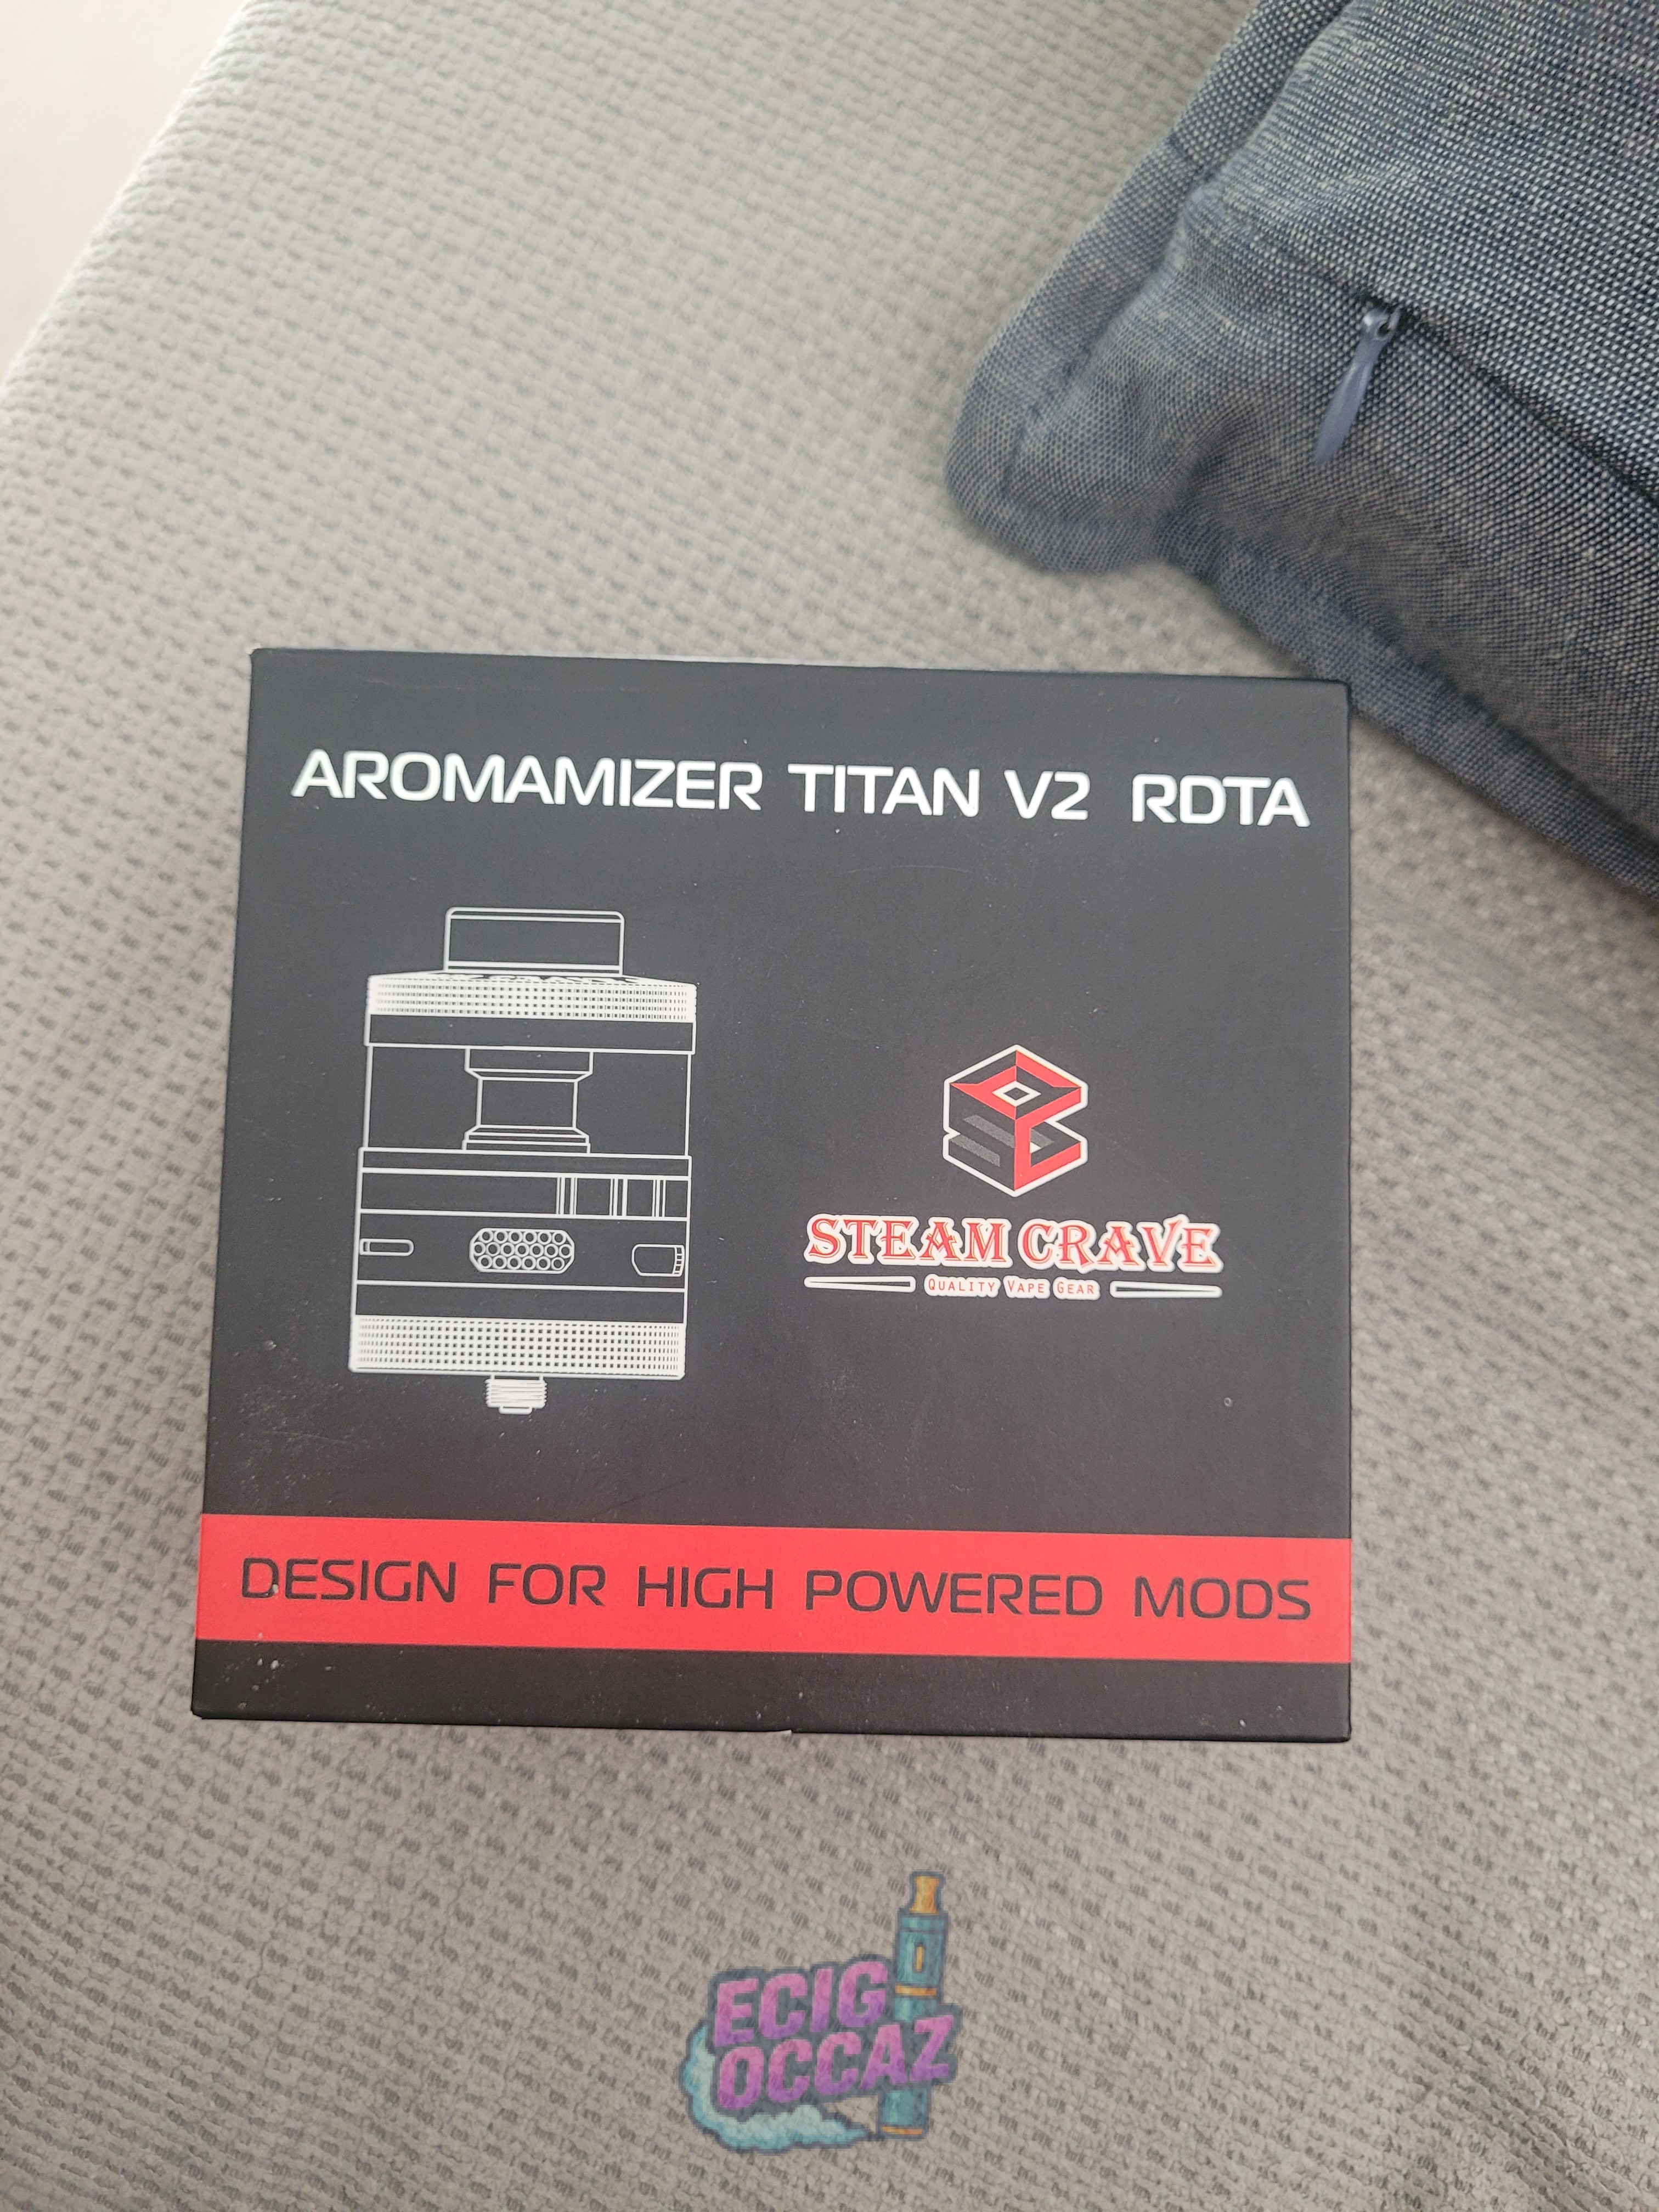 AROMAMIZER TITAN V2 RDTA
STEAM CRAVE
QUALITY VAPE GEAR
DESIGN FOR HIGH POWERED MODS
ECIG
OCCAZ